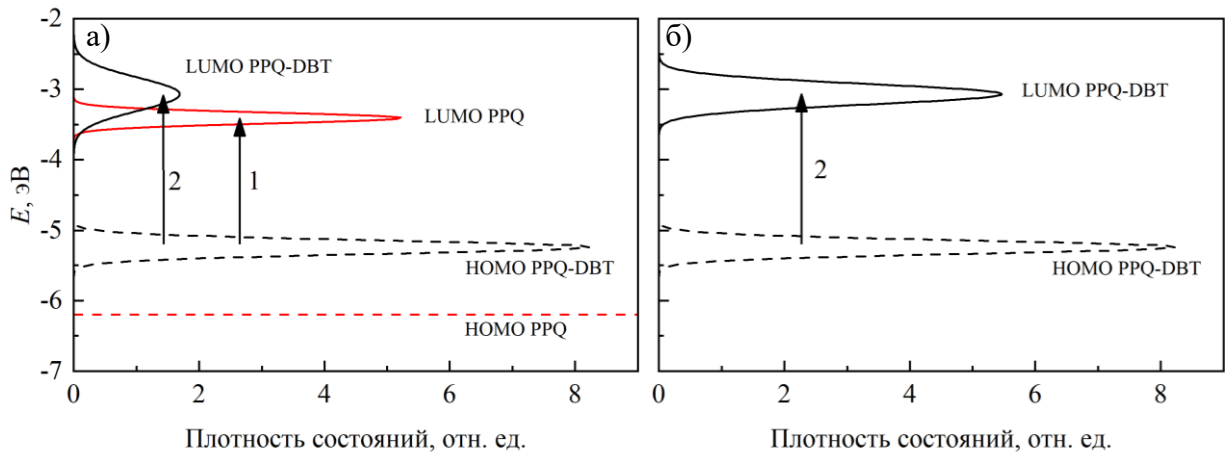 а)
б)
-2
-3
-4
-5
-6
-7
E, эВ
LUMO PPQ-DBT
LUMO PPQ
2
1
HOMO PPQ-DBT
HOMO PPQ
0
2
4
6
8
Плотность состояний, отн. ед.
LUMO PPQ-DBT
2
HOMO PPQ-DBT
0
2
4
6
8
Плотность состояний, отн. ед.